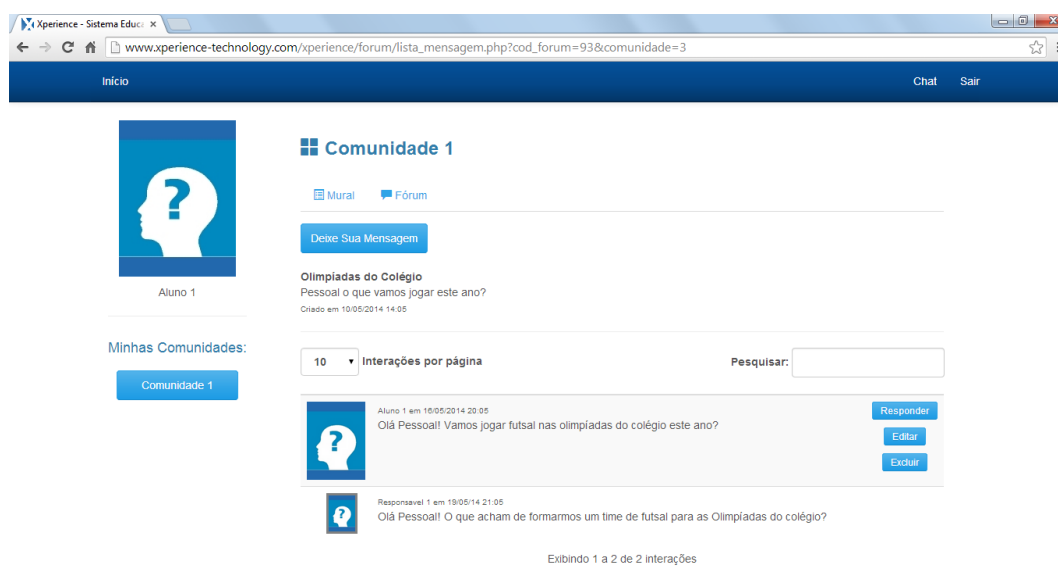 Xperience - Sistema Educ
www.xperience-technology.com/xperience/forum/lista_mensagem.php?cod_forum=93&comunidade=3
Início
Chat
Sair
Comunidade 1
Mural
Fórum
Deixe Sua Mensagem
Olimpíadas do Colégio
Pessoal o que vamos jogar este ano?
Criado em 10/05/2014 14:05
Aluno 1
Minhas Comunidades:
Comunidade 1
10 Interações por página
Pesquisar:
Aluno 1 em 16/05/2014 20:05
Olá Pessoal! Vamos jogar futsal nas olimpíadas do colégio este ano?
Responder
Editar
Excluir
Responsavel 1 em 19/05/14 21:05
Olá Pessoal! O que acham de formarmos um time de futsal para as Olimpíadas do colégio?
Exibindo 1 a 2 de 2 interações